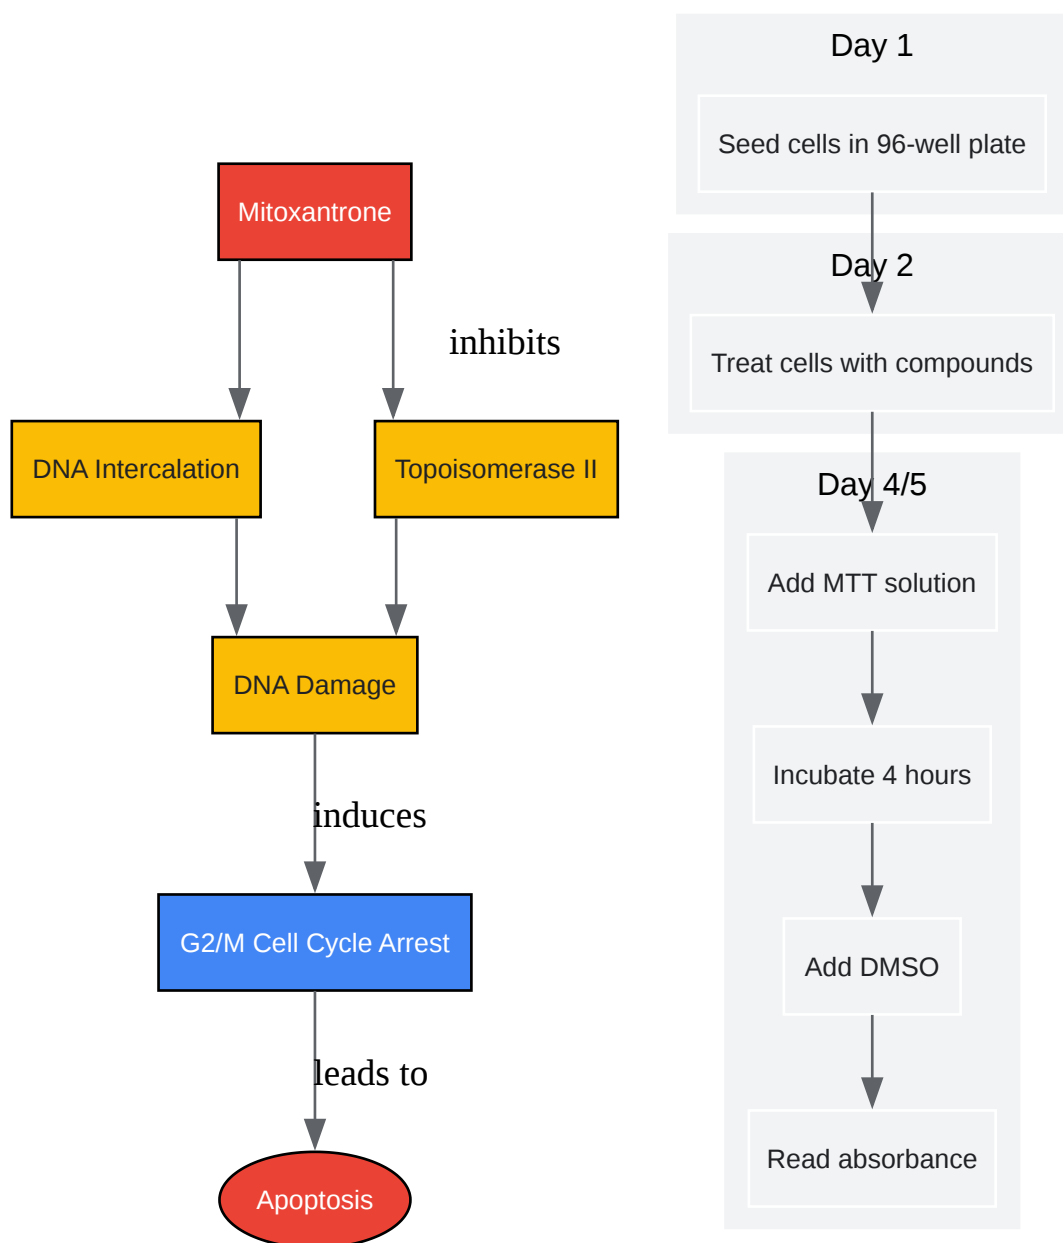 Mitoxantrone
inhibits
DNA Intercalation
Topoisomerase II
DNA Damage
induces
G2/M Cell Cycle Arrest
leads to
Apoptosis
Day 1
Seed cells in 96-well plate
Day 2
Treat cells with compounds
Day 4/5
Add MTT solution
Incubate 4 hours
Add DMSO
Read absorbance